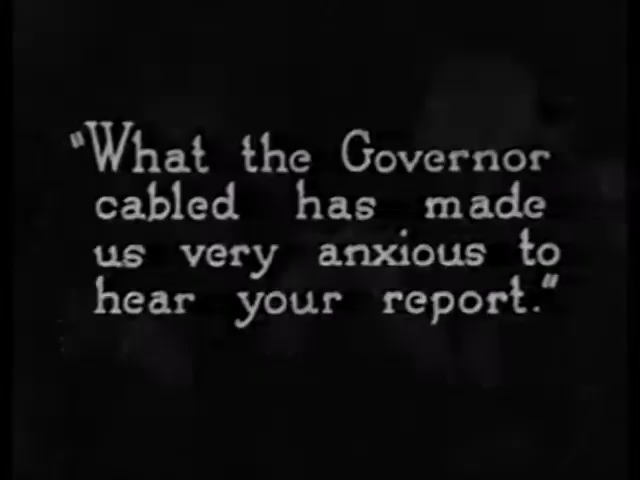 "What the Governor
cabled has made
us very anxious to
hear your report."